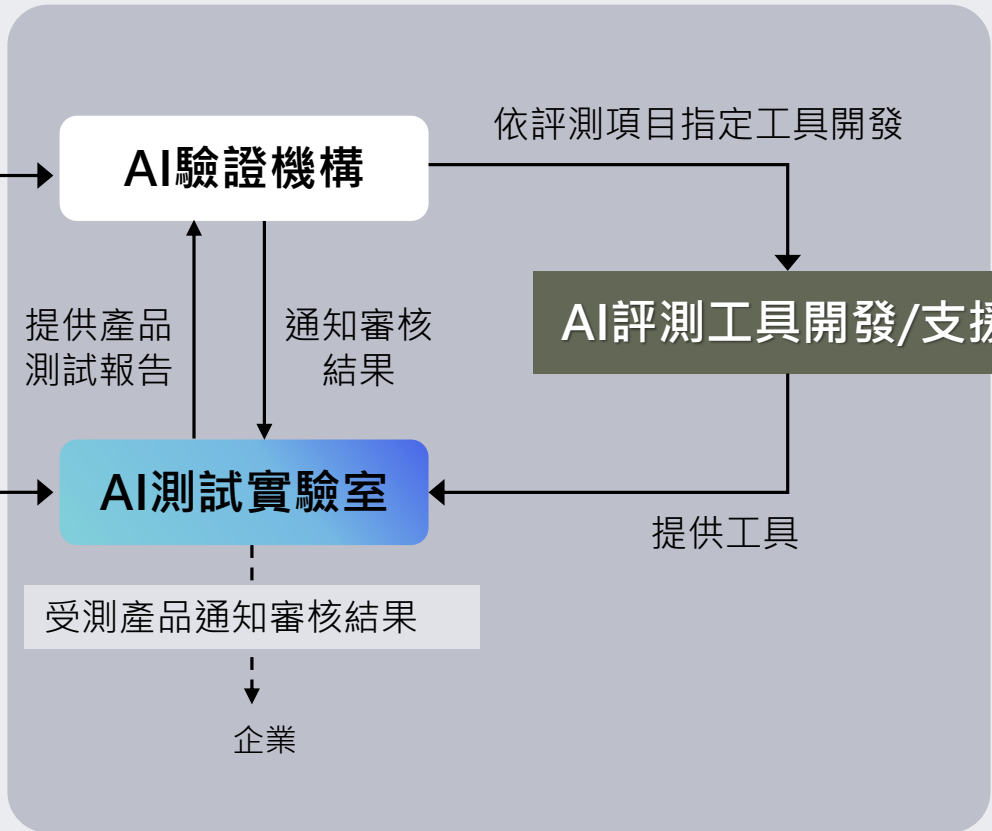 依評測項目指定工具開發
AI驗證機構
提供產品
測試報告
通知審核
結果
AI評測工具開發/支援
AI測試實驗室
提供工具
受測產品通知審核結果
企業